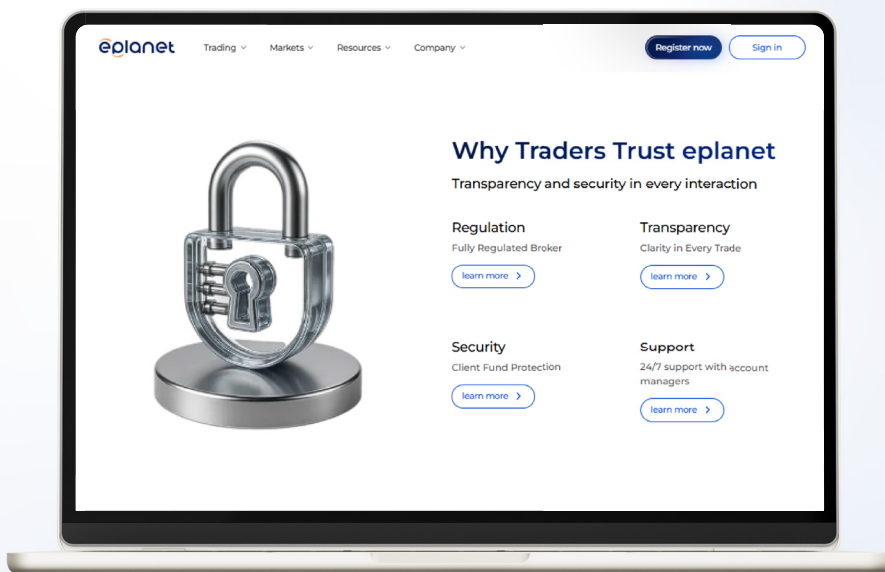 eplanet
Trading
Markets
Resources
Company
Register now
Sign in
Why Traders Trust eplanet
Transparency and security in every interaction
Regulation
Fully Regulated Broker
learn more
Transparency
Clarity in Every Trade
learn more
Security
Client Fund Protection
learn more
Support
24/7 support with account
managers
learn more